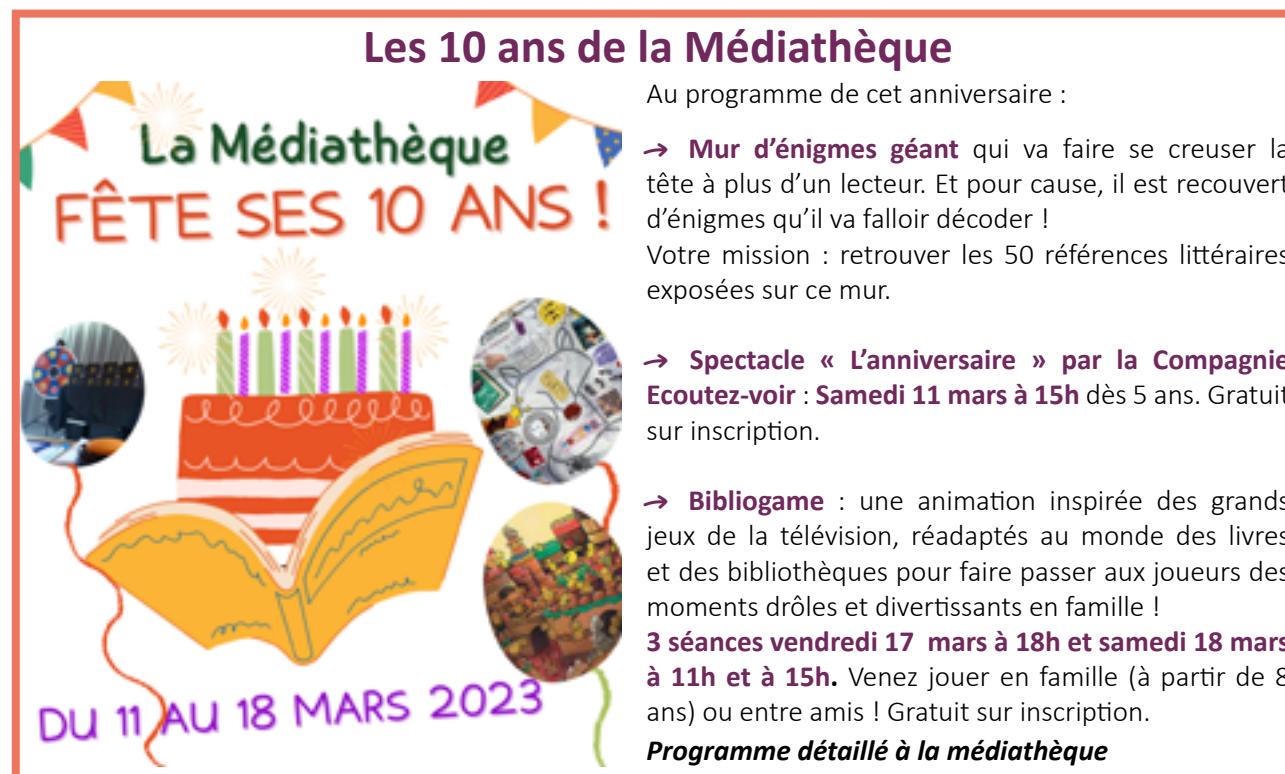 Les 10 ans de la Médiathèque
La Médiathèque
FÊTE SES 10 ANS !
DU 11 AU 18 MARS 2023
Au programme de cet anniversaire :
→ Mur d’énigmes géant qui va faire se creuser la
tête à plus d’un lecteur. Et pour cause, il est recouvert
d’énigmes qu’il va falloir décoder !
Votre mission : retrouver les 50 références littéraires
exposées sur ce mur.
→ Spectacle « L’anniversaire » par la Compagnie
Ecoutez-voir : Samedi 11 mars à 15h dès 5 ans. Gratuit
sur inscription.
→ Bibliogame : une animation inspirée des grands
jeux de la télévision, réadaptés au monde des livres
et des bibliothèques pour faire passer aux joueurs des
moments drôles et divertissants en famille !
3 séances vendredi 17 mars à 18h et samedi 18 mars
à 11h et à 15h. Venez jouer en famille (à partir de 8
ans) ou entre amis ! Gratuit sur inscription.
Programme détaillé à la médiathèque